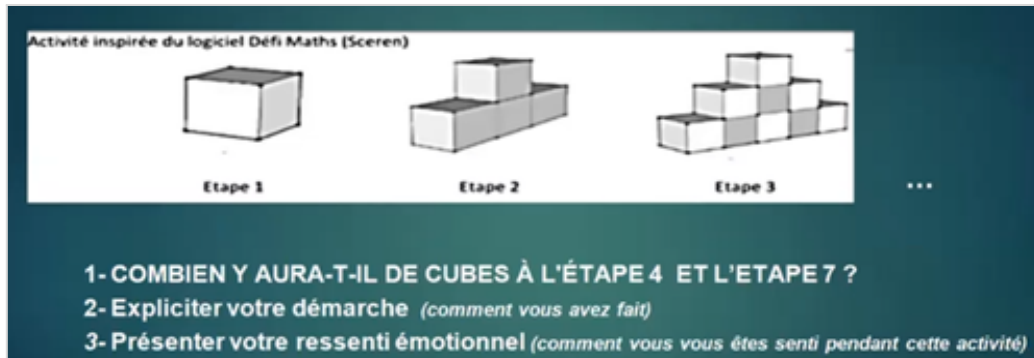 Activité inspirée du logiciel Défi Maths (Sceren)
Etape 1 Etape 2 Etape 3 ...
1- COMBIEN Y AURA-T-IL DE CUBES À L'ÉTAPE 4 ET L'ETAPE 7 ?
2- Expliciter votre démarche (comment vous avez fait)
3- Présenter votre ressenti émotionnel (comment vous vous êtes senti pendant cette activité)